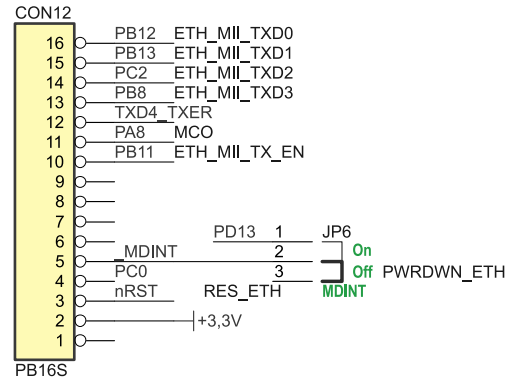 CON12
16 PB12 ETH_MII_TXD0
15 PB13 ETH_MII_TXD1
14 PC2 ETH_MII_TXD2
13 PB8 ETH_MII_TXD3
12 TXD4_TXER
11 PA8 MCO
10 PB11 ETH_MII_TX_EN
9
8
7
6 PD13 1 JP6
On
5 _MDINT 2
4 PC0 3 Off PWRDWN_ETH
3 nRST RES_ETH MDINT
2 +3,3V
1
PB16S